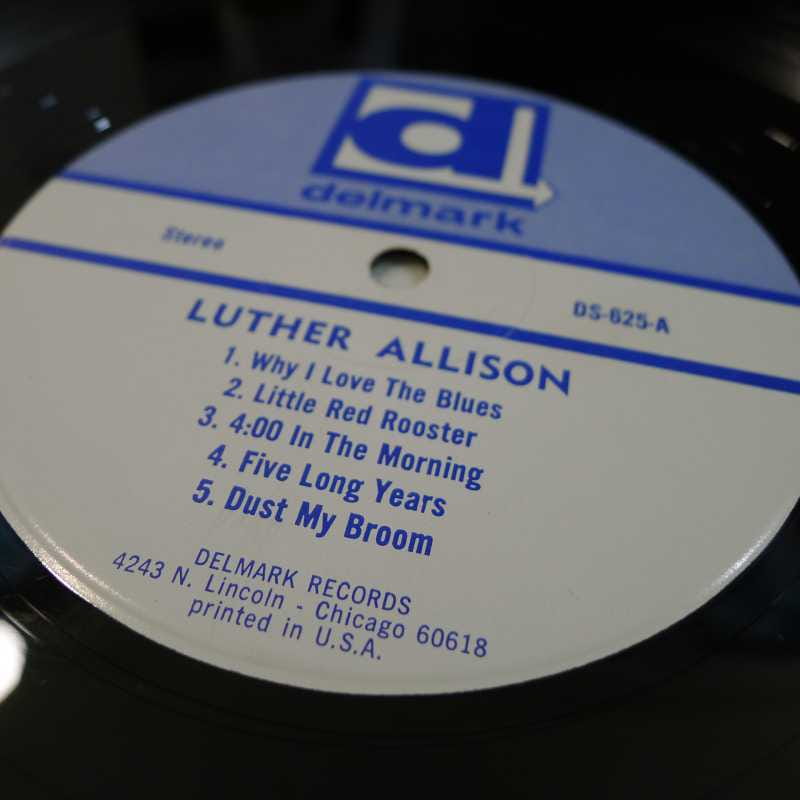 d
delmark
Stereo
DS-625-A
LUTHER ALLISON
1. Why I Love The Blues
2. Little Red Rooster
3. 4:00 In The Morning
4. Five Long Years
5. Dust My Broom
DELMARK RECORDS
4243 N. Lincoln - Chicago 60618
printed in U.S.A.